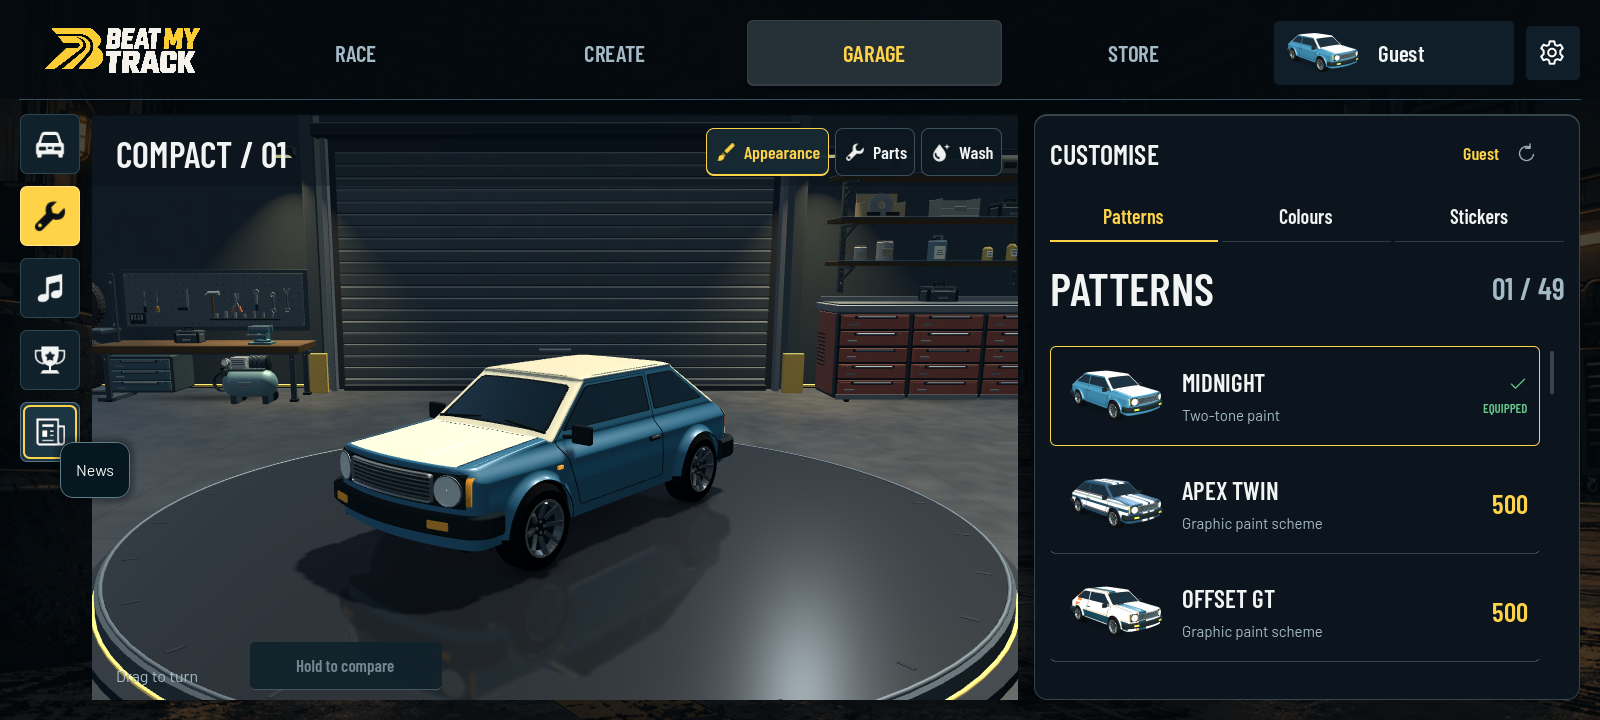 BEAT MY
TRACK
RACE
CREATE
GARAGE
STORE
Guest
COMPACT / 01
Appearance
Parts
Wash
CUSTOMISE
Guest
Patterns
Colours
Stickers
PATTERNS
01 / 49
MIDNIGHT
Two-tone paint
EQUIPPED
APEX TWIN
Graphic paint scheme
500
OFFSET GT
Graphic paint scheme
500
News
Hold to compare
Drag to turn